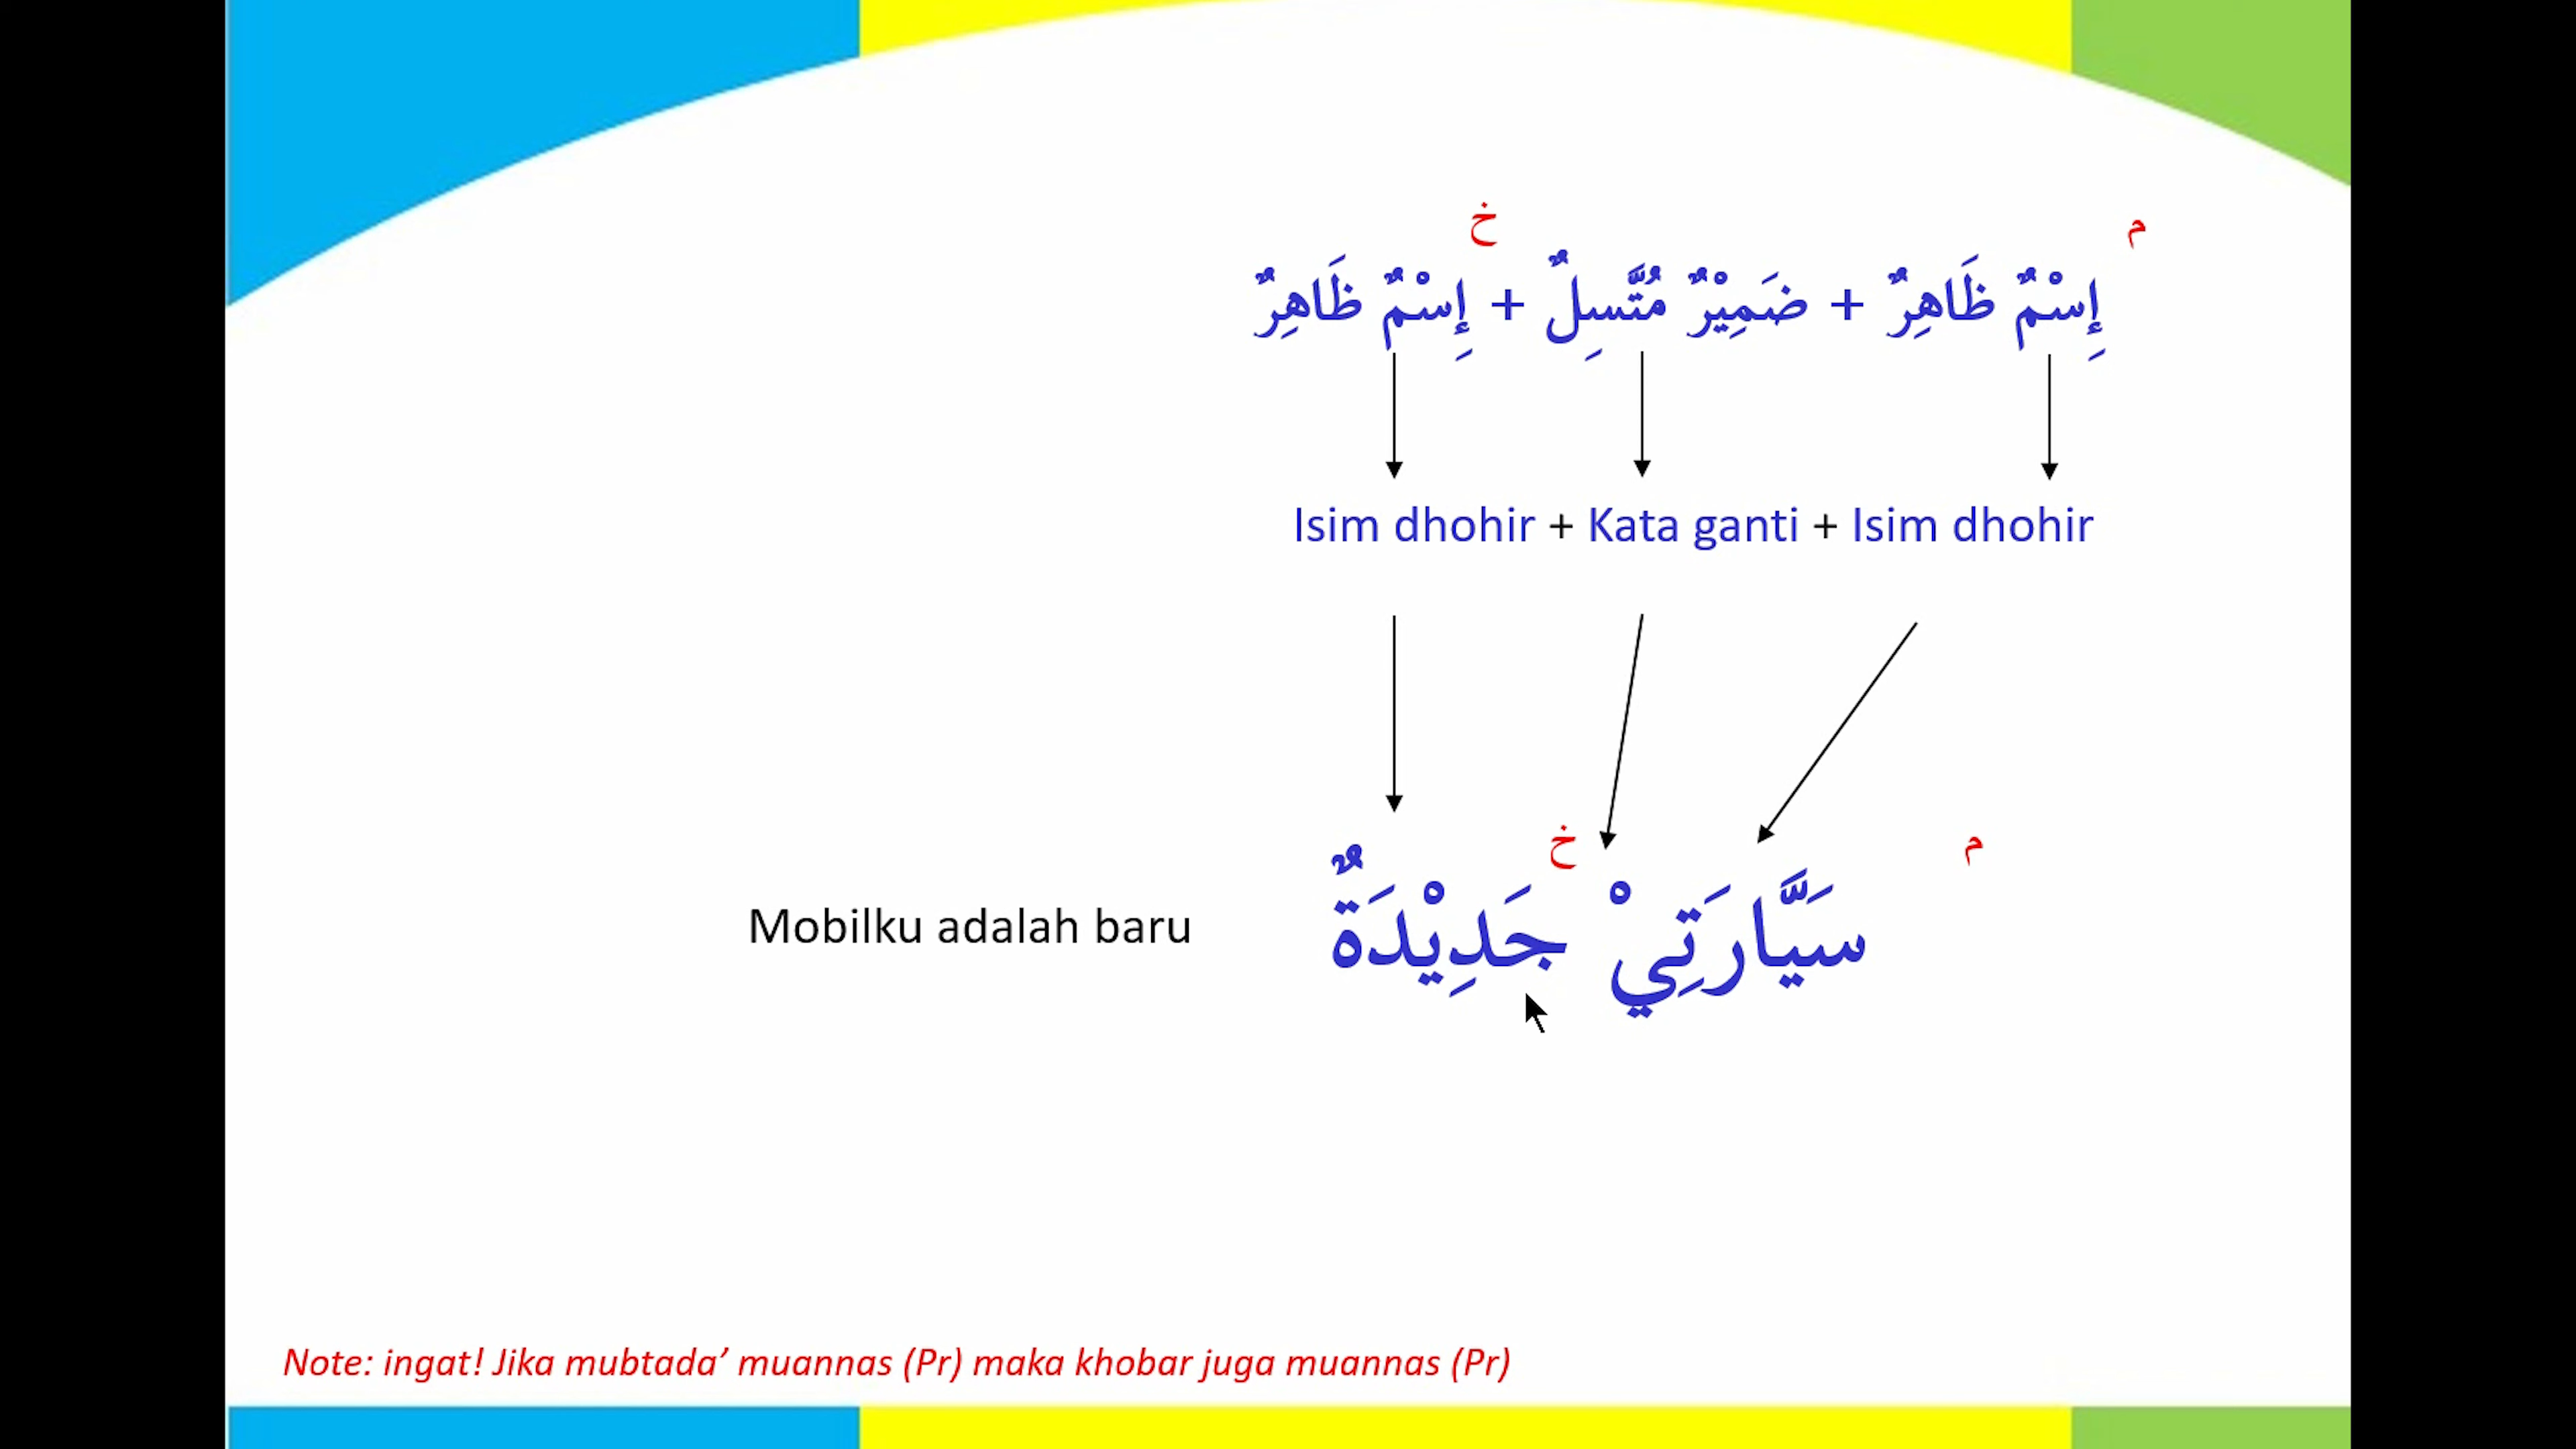 م خ
إِسْمٌ ظَاهِرٌ + ضَمِيْرٌ مُتَّسِلٌ + إِسْمٌ ظَاهِرٌ
Isim dhohir + Kata ganti + Isim dhohir
م خ
سَيَّارَتِيْ جَدِيْدَةٌ
Mobilku adalah baru
Note: ingat! Jika mubtada’ muannas (Pr) maka khobar juga muannas (Pr)